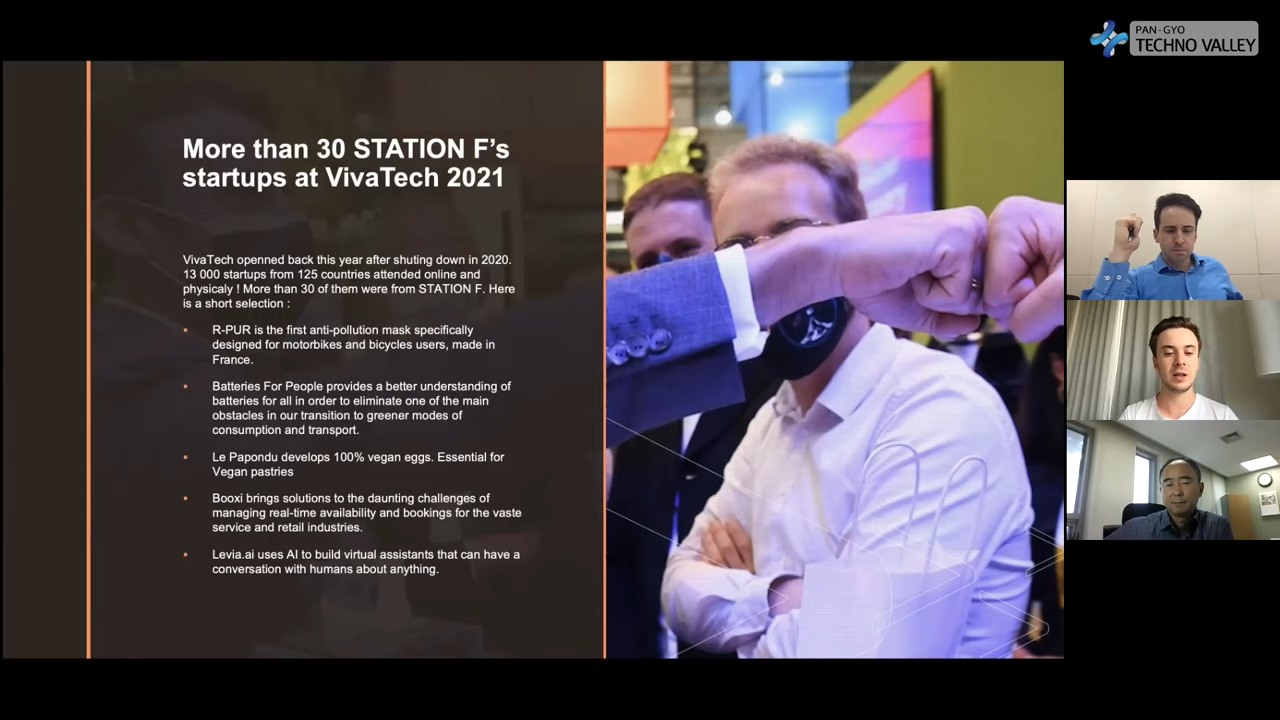 PAN-GYO
TECHNO VALLEY
More than 30 STATION F’s
startups at VivaTech 2021
VivaTech openned back this year after shutting down in 2020.
13 000 startups from 125 countries attended online and
physicaly ! More than 30 of them were from STATION F. Here
is a short selection :
R-PUR is the first anti-pollution mask specifically
designed for motorbikes and bicycles users, made in
France.
Batteries For People provides a better understanding of
batteries for all in order to eliminate one of the main
obstacles in our transition to greener modes of
consumption and transport.
Le Papondu develops 100% vegan eggs. Essential for
Vegan pastries
Booxi brings solutions to the daunting challenges of
managing real-time availability and bookings for the vaste
service and retail industries.
Levia.ai uses AI to build virtual assistants that can have a
conversation with humans about anything.